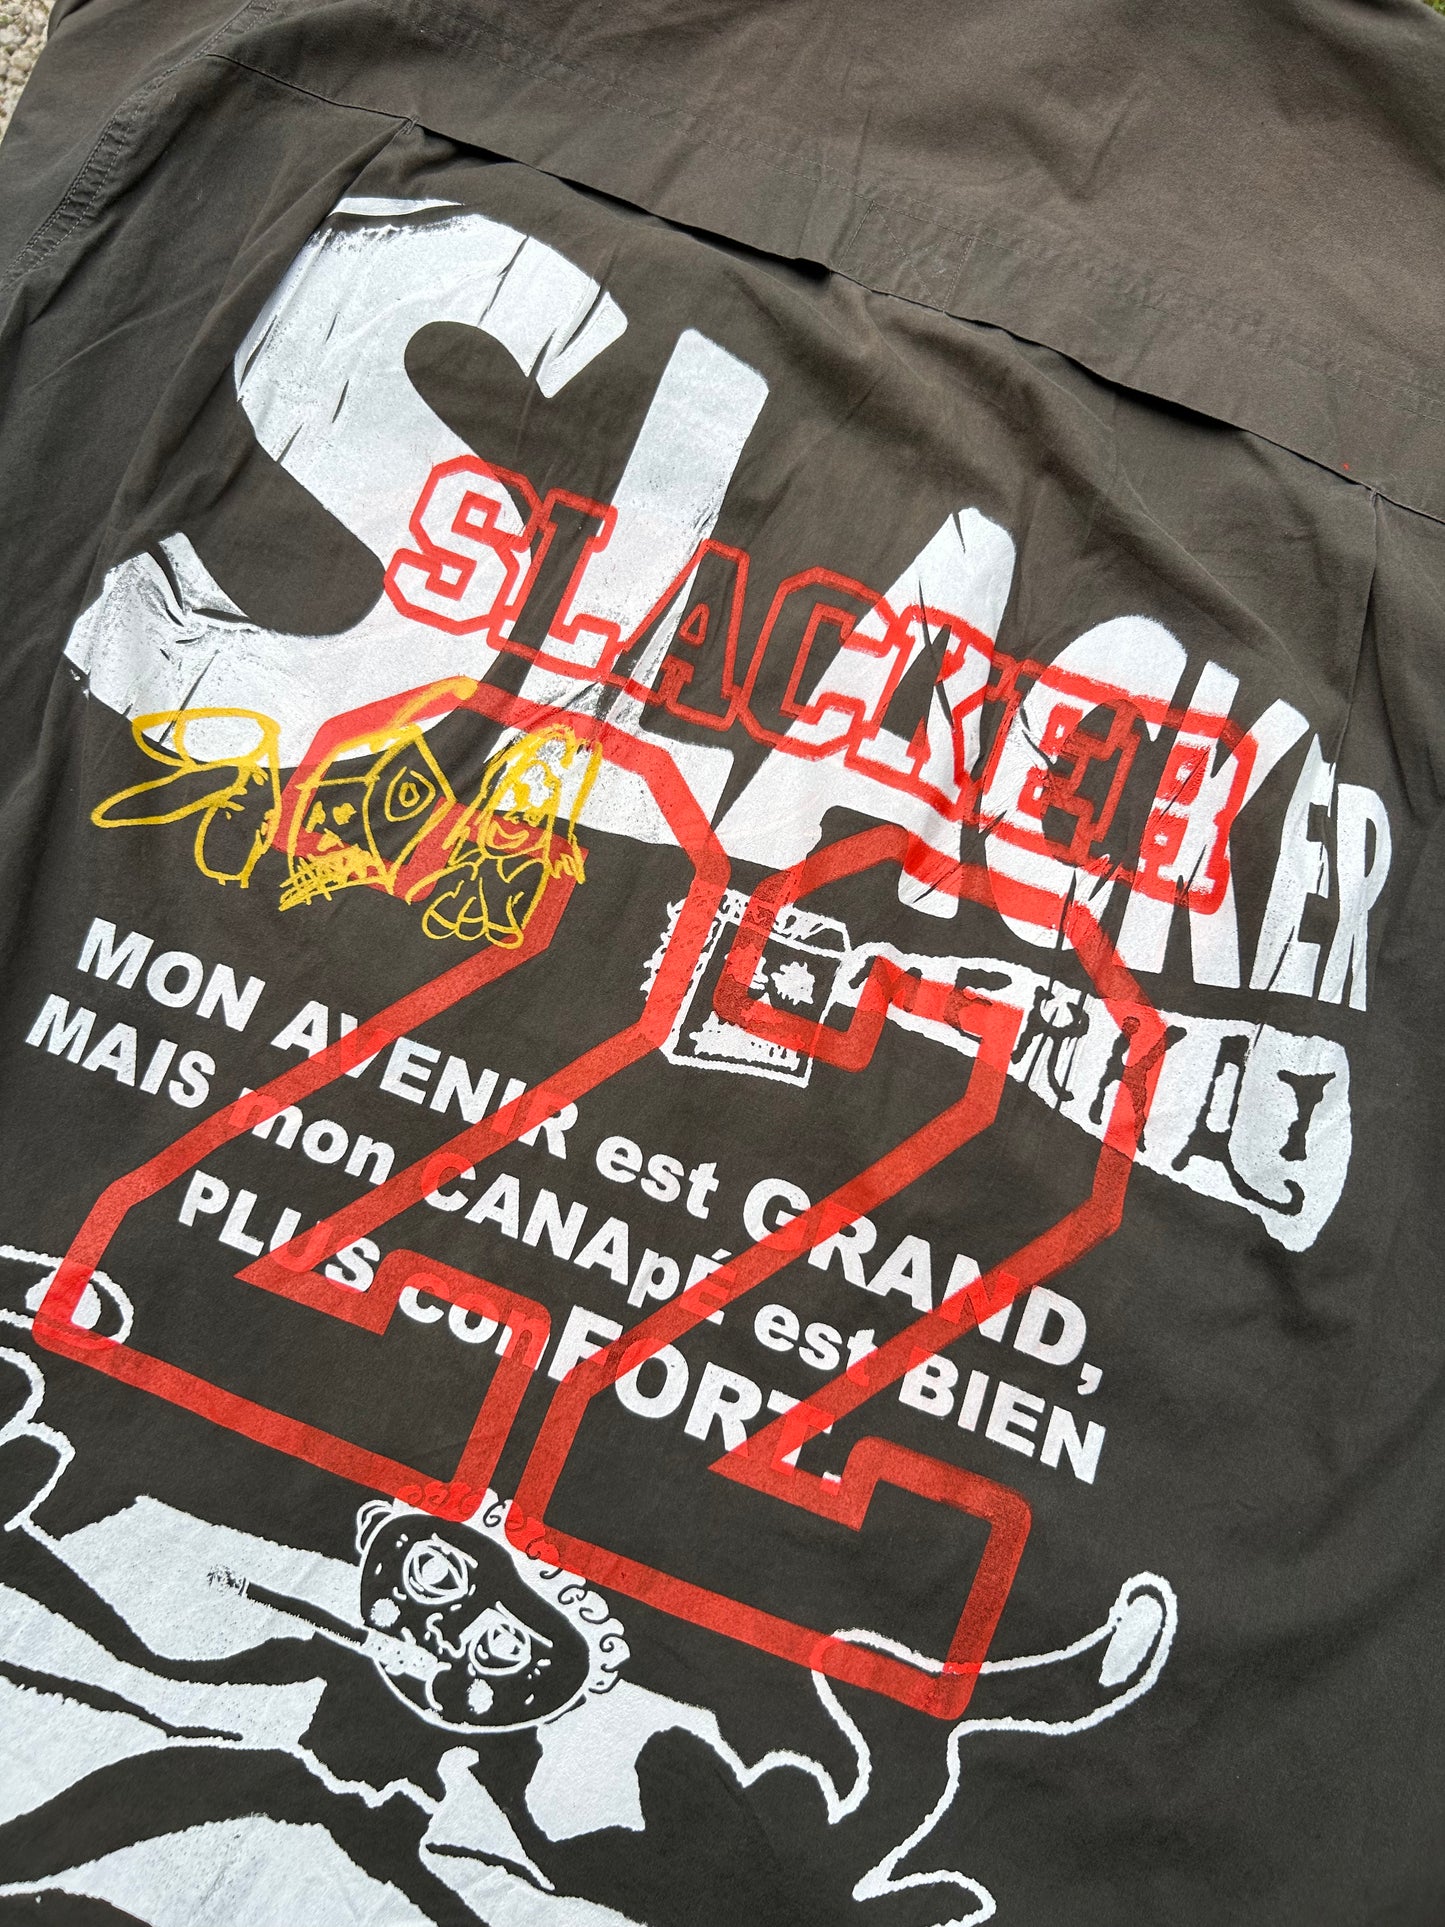 SLACKER
SLACKER
22
MON AVENIR est GRAND,
MAIS mon CANApÉ est BIEN
PLUs conFORT.